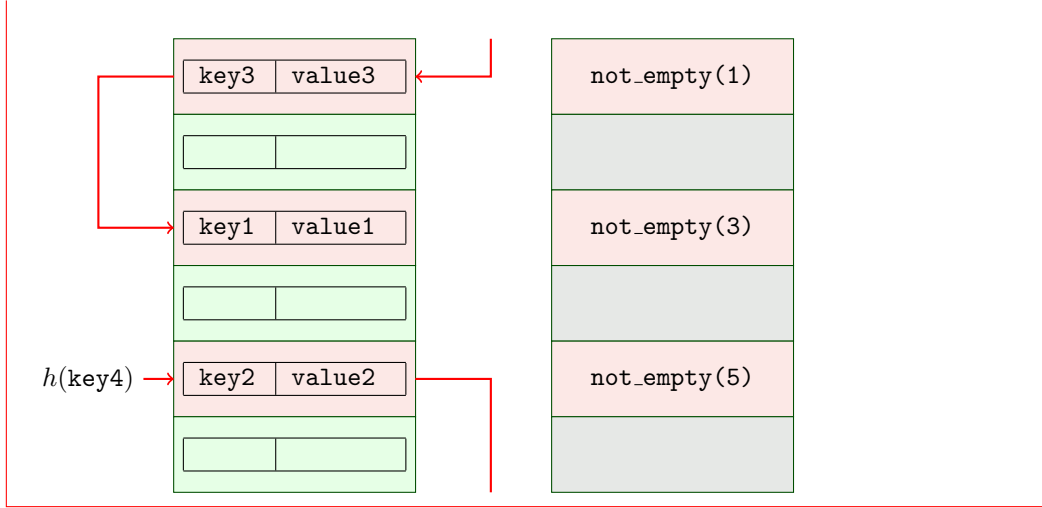 key3 value3 not_empty(1)
key1 value1 not_empty(3)
h(key4) key2 value2 not_empty(5)